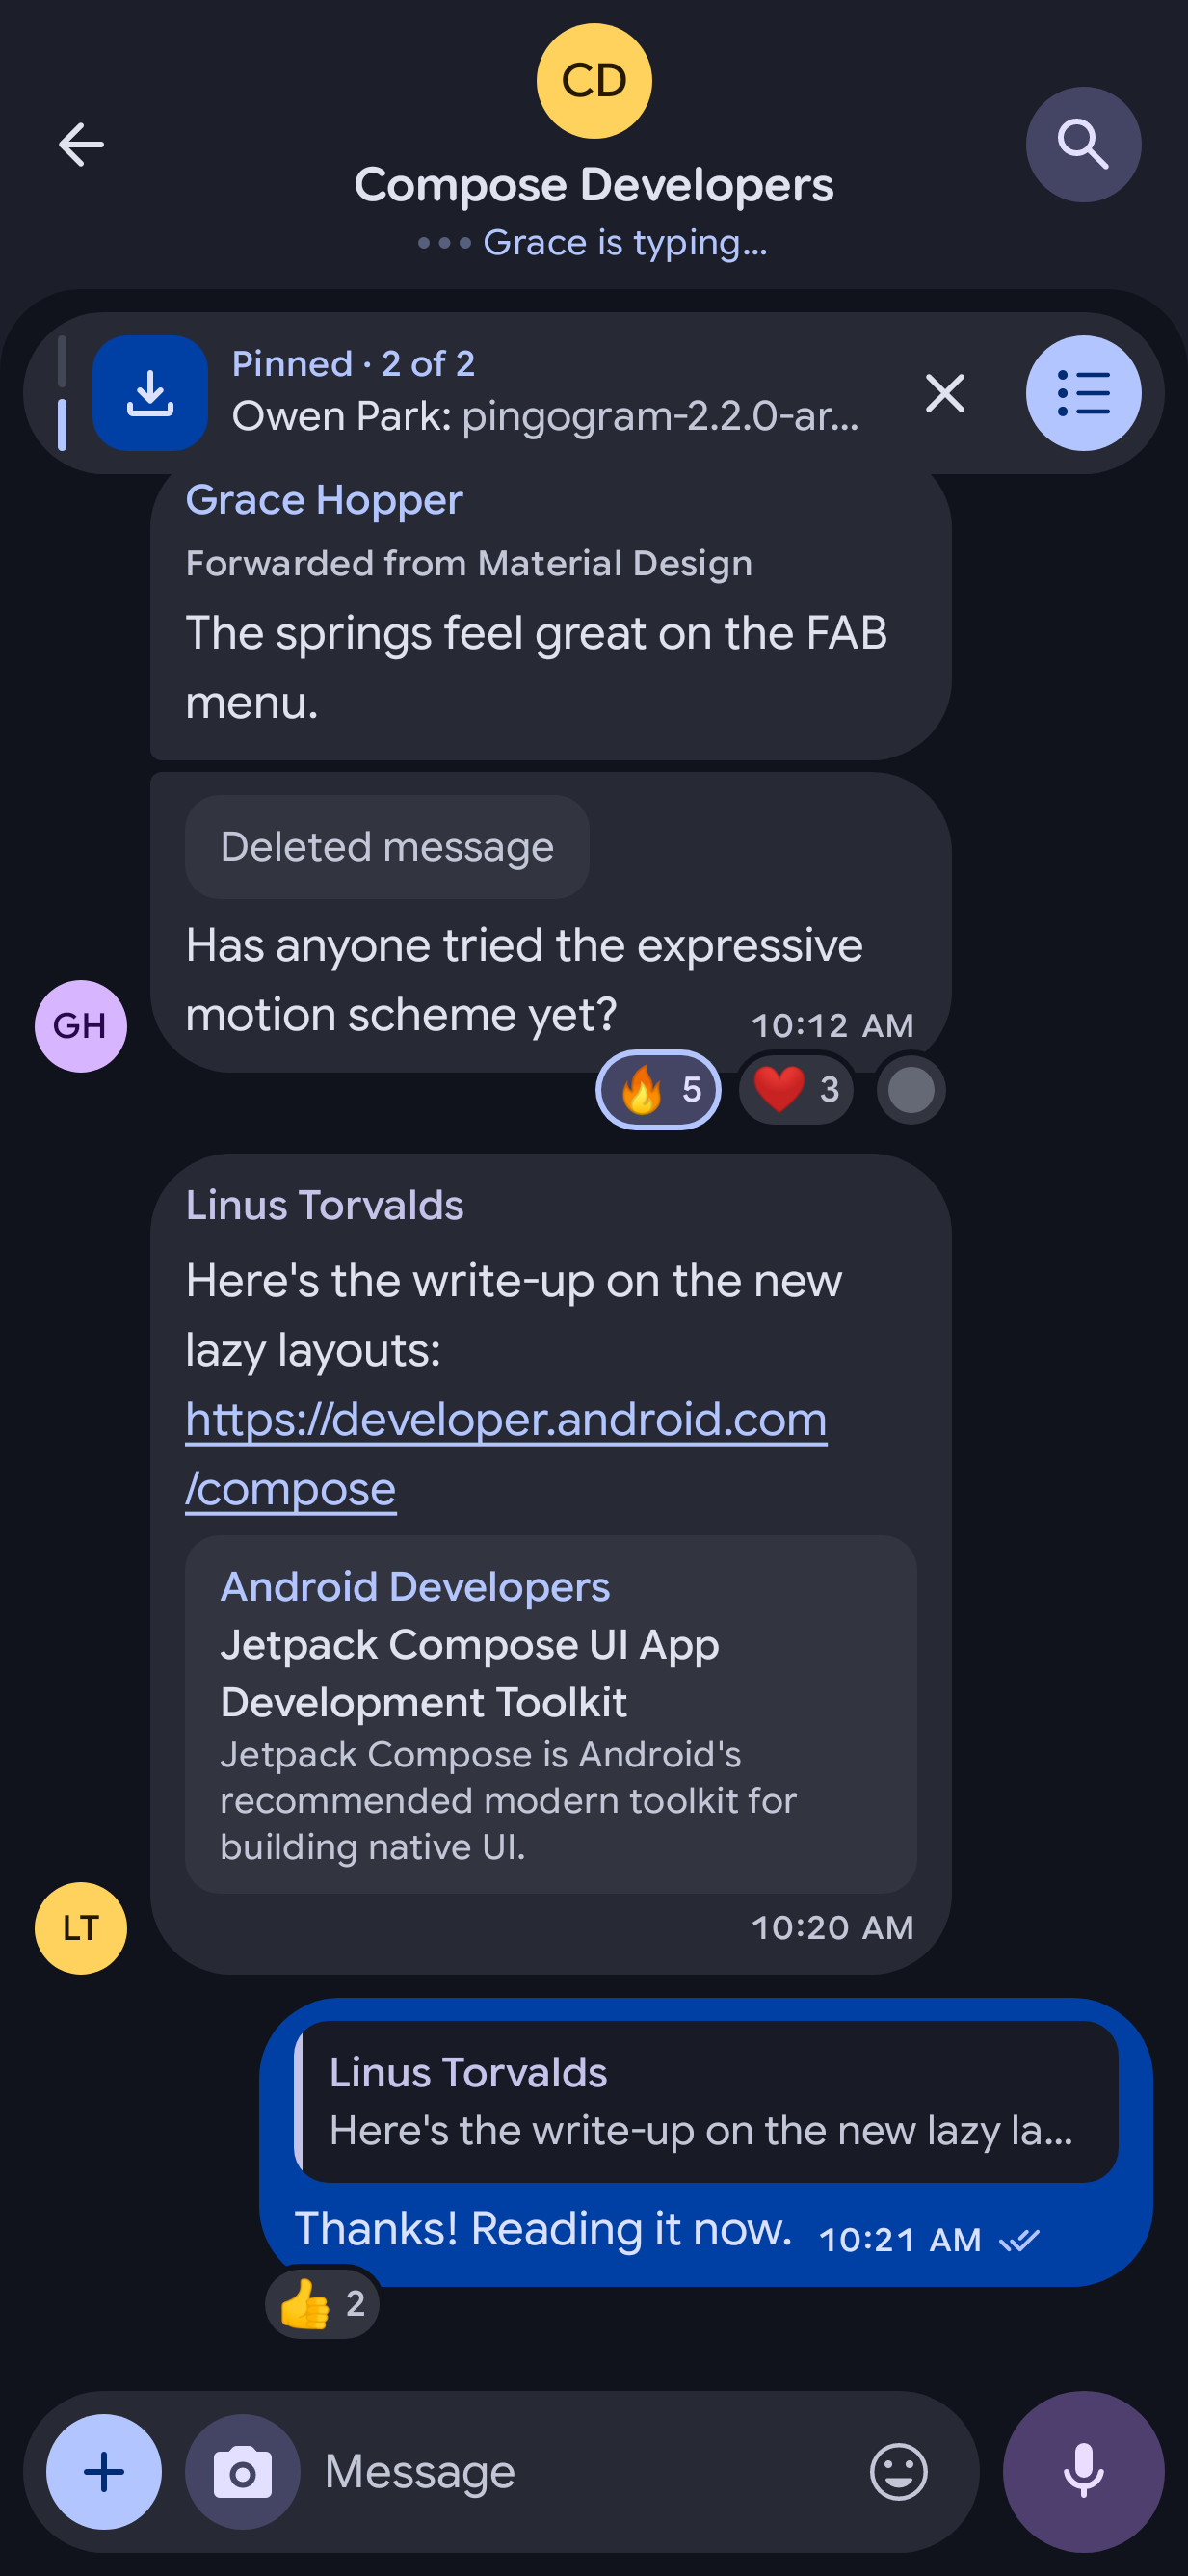 CD
Compose Developers
Grace is typing...
Pinned · 2 of 2
Owen Park: pingogram-2.2.0-ar...
Grace Hopper
Forwarded from Material Design
The springs feel great on the FAB
menu.
Deleted message
Has anyone tried the expressive
motion scheme yet?
10:12 AM
GH
🔥 5 ❤️ 3
Linus Torvalds
Here's the write-up on the new
lazy layouts:
https://developer.android.com
/compose
Android Developers
Jetpack Compose UI App
Development Toolkit
Jetpack Compose is Android's
recommended modern toolkit for
building native UI.
10:20 AM
LT
Linus Torvalds
Here's the write-up on the new lazy la...
Thanks! Reading it now. 10:21 AM
👍 2
Message